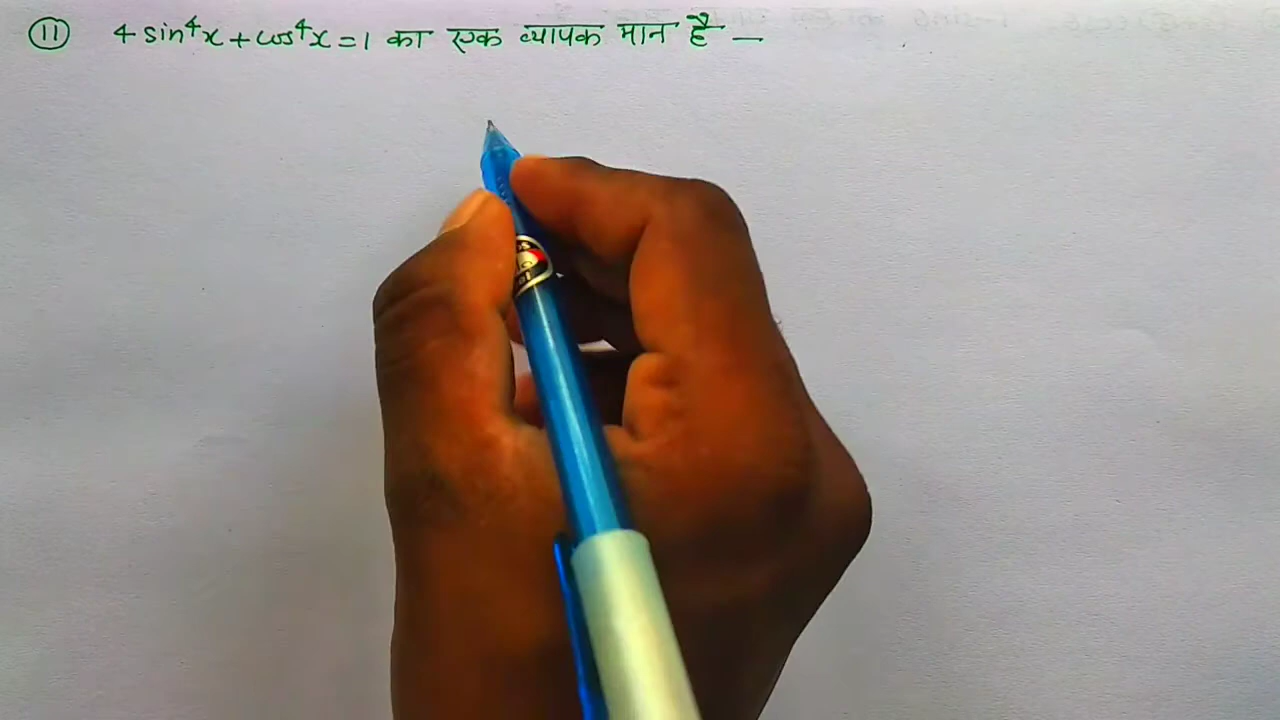 ⑪ 4 sin⁴x + cos⁴x = 1 का एक व्यापक मान है —